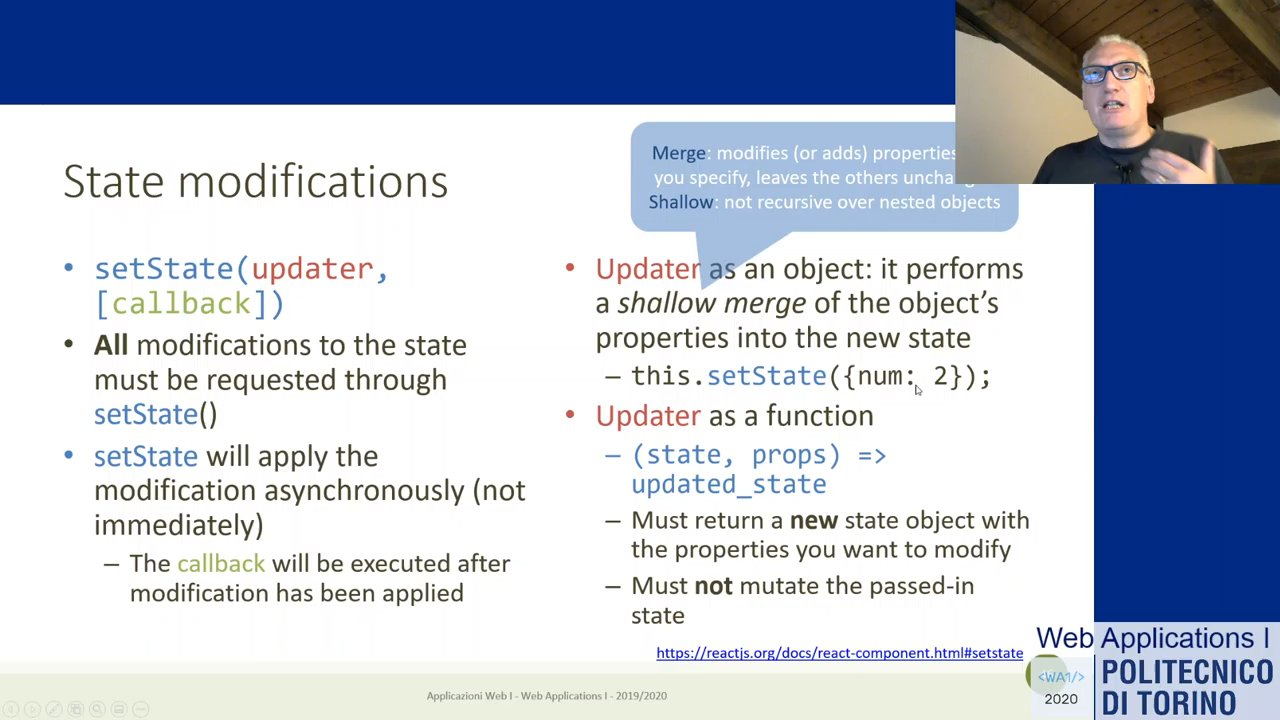 Merge: modifies (or adds) properties
you specify, leaves the others unchang
Shallow: not recursive over nested objects
State modifications
• setState(updater,
[callback])
• All modifications to the state
must be requested through
setState()
• setState will apply the
modification asynchronously (not
immediately)
– The callback will be executed after
modification has been applied
• Updater as an object: it performs
a shallow merge of the object’s
properties into the new state
– this.setState({num: 2});
• Updater as a function
– (state, props) =>
updated_state
– Must return a new state object with
the properties you want to modify
– Must not mutate the passed-in
state
https://reactjs.org/docs/react-component.html#setstate
Applicazioni Web I - Web Applications I - 2019/2020
Web Applications I
<WA1/>
2020
POLITECNICO
DI TORINO